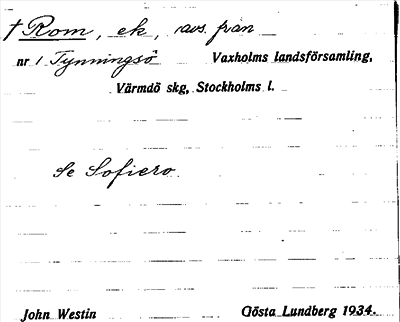 † Rom, ek, avs. från
nr 1 Tynningsö Vaxholms landsförsamling,
Värmdö skg, Stockholms l.
Se Sofiero.
John Westin Gösta Lundberg 1934.